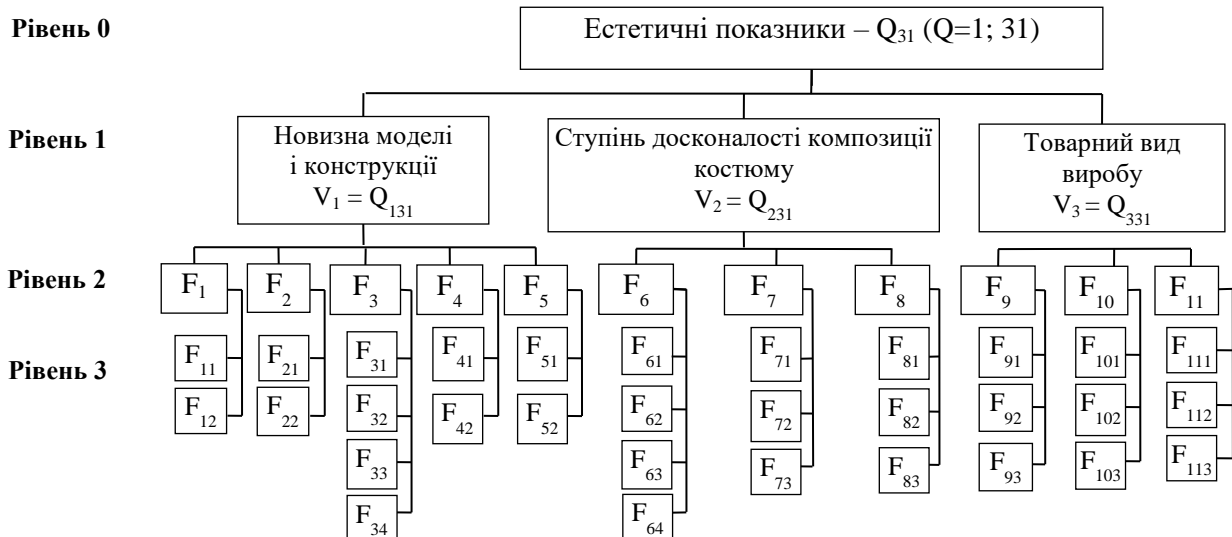 Рівень 0
Естетичні показники – Q31 (Q=1; 31)
Рівень 1
Новизна моделі
і конструкції
V1 = Q131
Ступінь досконалості композиції
костюму
V2 = Q231
Товарний вид
виробу
V3 = Q331
Рівень 2
F1 F2 F3 F4 F5 F6 F7 F8 F9 F10 F11
Рівень 3
F11 F21 F31 F41 F51 F61 F71 F81 F91 F101 F111
F12 F22 F32 F42 F52 F62 F72 F82 F92 F102 F112
F33 F63 F73 F83 F93 F103 F113
F34 F64